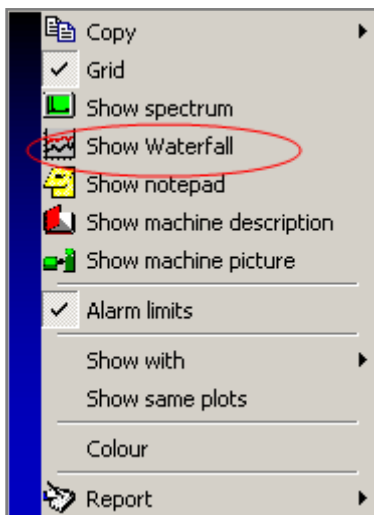 Copy
Grid
Show spectrum
Show Waterfall
Show notepad
Show machine description
Show machine picture
Alarm limits
Show with
Show same plots
Colour
Report